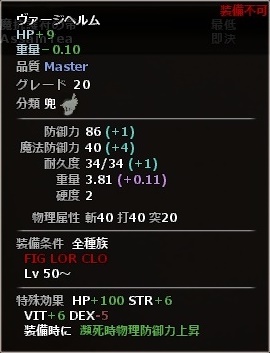 ヴァージヘルム
装備不可
HP+9
重量-0.10
最低
即決
品質 Master
グレード 20
分類 兜
防御力 86 (+1)
魔法防御力 40 (+4)
耐久度 34/34 (+1)
重量 3.81 (+0.11)
硬度 2
物理属性 斬40 打40 突20
装備条件 全種族
FIG LOR CLO
Lv 50～
特殊効果 HP+100 STR+6
VIT+6 DEX-5
装備時に 瀕死時物理防御力上昇